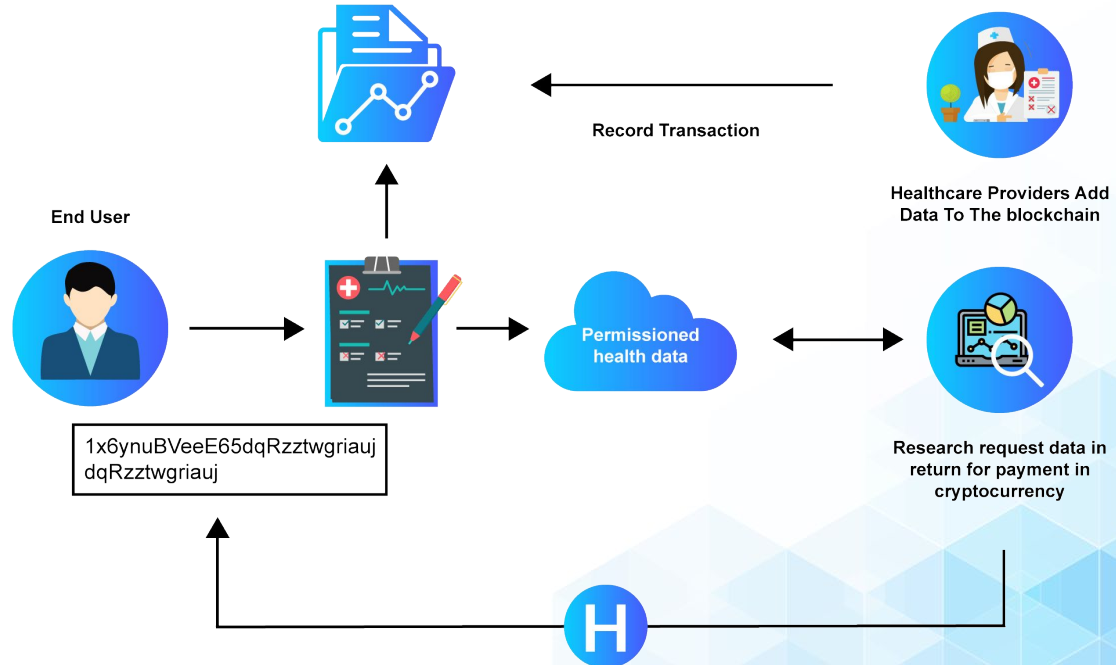 Record Transaction
Healthcare Providers Add
Data To The blockchain
End User
Permissioned
health data
1x6ynuBVeeE65dqRzztwgriauj
dqRzztwgriauj
Research request data in
return for payment in
cryptocurrency
H